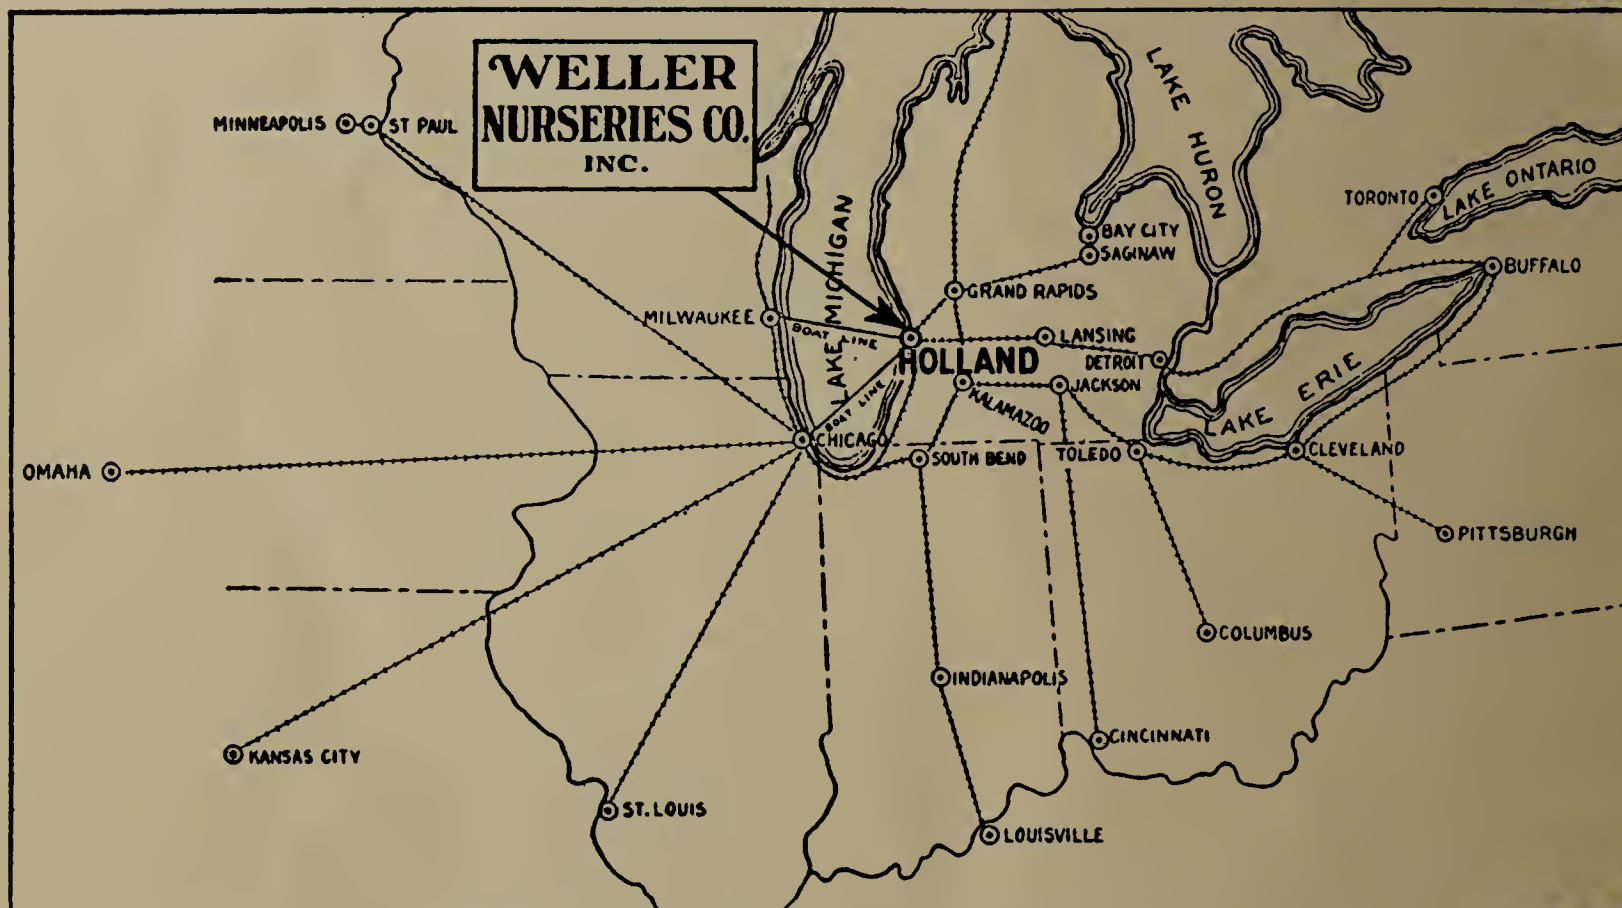 WELLER
NURSERIES CO.
INC.
MINNEAPOLIS
ST PAUL
LAKE MICHIGAN
LAKE HURON
LAKE ONTARIO
TORONTO
BAY CITY
SAGINAW
BUFFALO
GRAND RAPIDS
MILWAUKEE
BOAT LINE
LANSING
HOLLAND
DETROIT
JACKSON
KALAMAZOO
BOAT LINE
LAKE ERIE
CHICAGO
SOUTH BEND
TOLEDO
CLEVELAND
OMAHA
PITTSBURGH
COLUMBUS
INDIANAPOLIS
CINCINNATI
KANSAS CITY
ST. LOUIS
LOUISVILLE